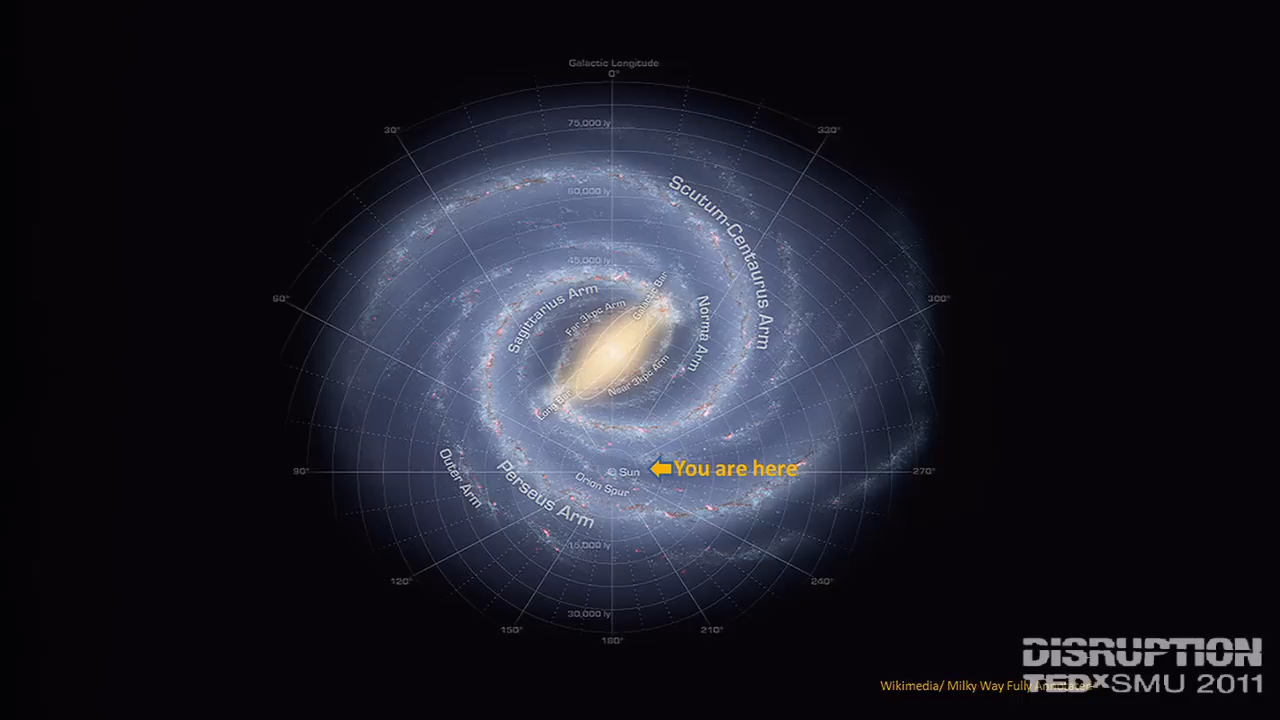 Galactic Longitude
0°
30°
330°
75,000 ly
60,000 ly
Scutum-Centaurus Arm
45,000 ly
Sagittarius Arm
Far 3kpc Arm
Galactic Bar
Norma Arm
60°
300°
Near 3kpc Arm
Long Bar
90°
Sun
You are here
270°
Outer Arm
Perseus Arm
Orion Spur
15,000 ly
120°
240°
30,000 ly
150°
180°
210°
DISRUPTION
TEDxSMU 2011
Wikimedia/ Milky Way Fully Annotated